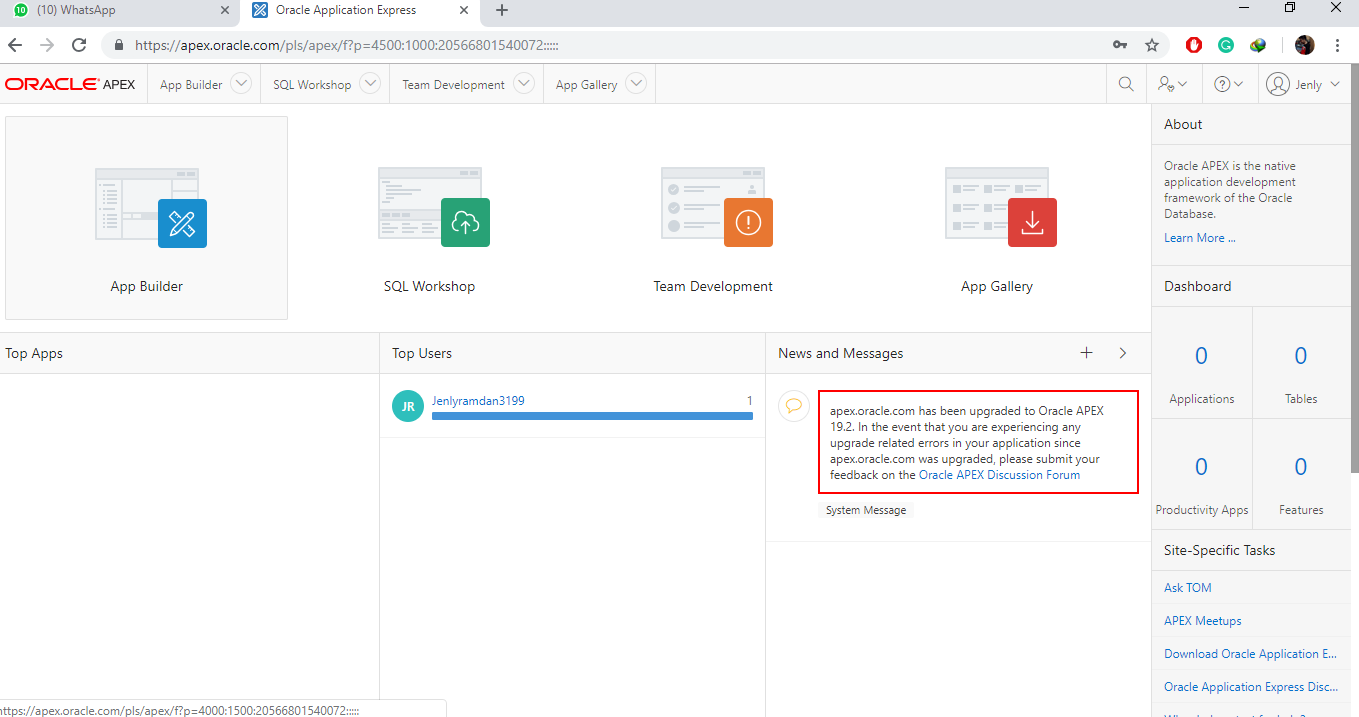 10
(10) WhatsApp
Oracle Application Express
https://apex.oracle.com/pls/apex/f?p=4500:1000:20566801540072:::::
ORACLE APEX
App Builder
SQL Workshop
Team Development
App Gallery
Jenly
App Builder
SQL Workshop
Team Development
App Gallery
About
Oracle APEX is the native
application development
framework of the Oracle
Database.
Learn More ...
Dashboard
0
0
Applications
Tables
0
0
Productivity Apps
Features
Top Apps
Top Users
JR
Jenlyramdan3199
1
News and Messages
apex.oracle.com has been upgraded to Oracle APEX
19.2. In the event that you are experiencing any
upgrade related errors in your application since
apex.oracle.com was upgraded, please submit your
feedback on the Oracle APEX Discussion Forum
System Message
Site-Specific Tasks
Ask TOM
APEX Meetups
Download Oracle Application E...
Oracle Application Express Disc...
https://apex.oracle.com/pls/apex/f?p=4000:1500:20566801540072:::::